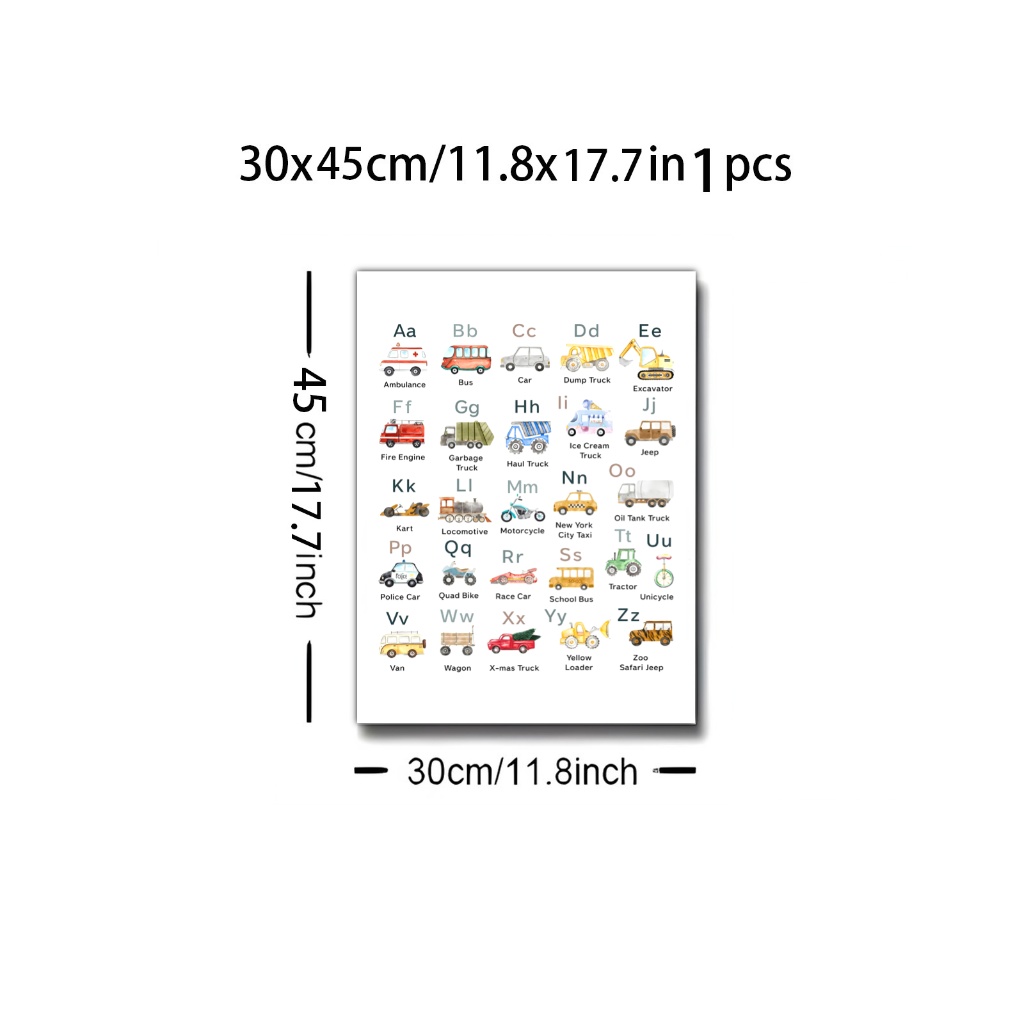 30x45cm/11.8x17.7in 1 pcs
45cm/17.7inch
Aa Bb Cc Dd Ee
Ambulance Bus Car Dump Truck Excavator
Ff Gg Hh Ii Jj
Fire Engine Garbage Truck Haul Truck Ice Cream Truck Jeep
Kk Ll Mm Nn Oo
Kart Locomotive Motorcycle New York City Taxi Oil Tank Truck
Pp Qq Rr Ss Tt Uu
Police Car Quad Bike Race Car School Bus Tractor Unicycle
Vv Ww Xx Yy Zz
Van Wagon X-mas Truck Yellow Loader Zoo Safari Jeep
30cm/11.8inch